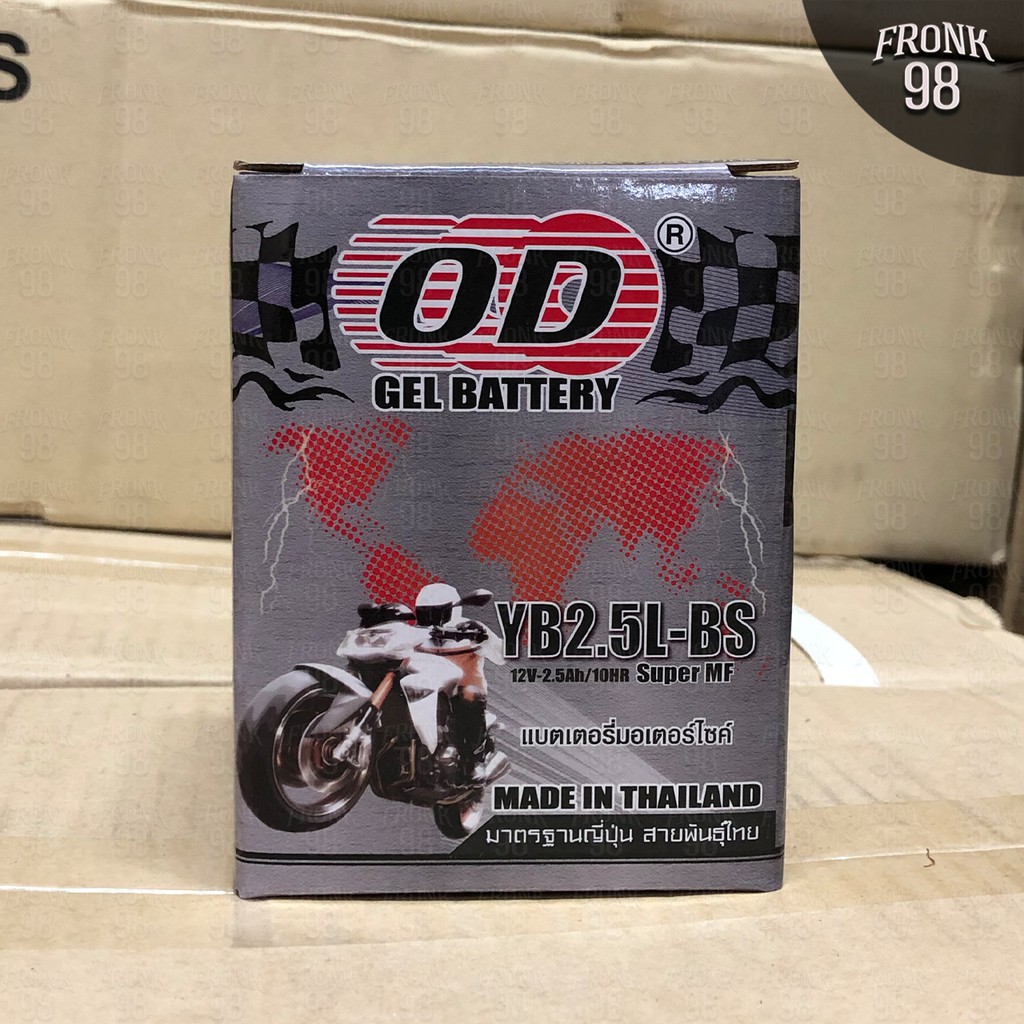 S
FRONK
98
OD
®
GEL BATTERY
YB2.5L-BS
12V-2.5Ah/10HR Super MF
แบตเตอรี่มอเตอร์ไซค์
MADE IN THAILAND
มาตรฐานญี่ปุ่น สายพันธุ์ไทย